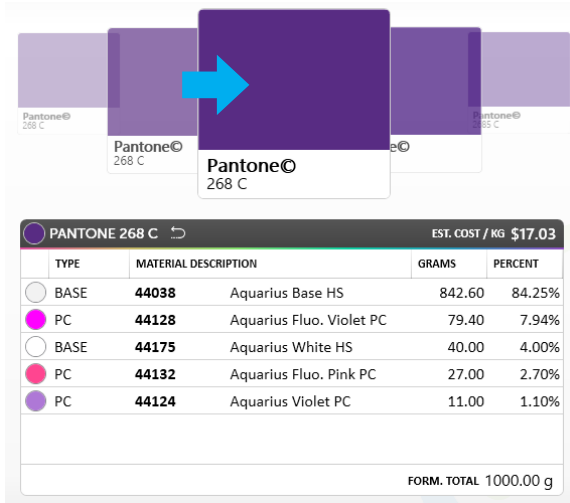 Pantone©
268 C
Pantone©
268 C
Pantone©
268 C
e©
Pantone©
PANTONE 268 C EST. COST / KG $17.03
TYPE MATERIAL DESCRIPTION GRAMS PERCENT
BASE 44038 Aquarius Base HS 842.60 84.25%
PC 44128 Aquarius Fluo. Violet PC 79.40 7.94%
BASE 44175 Aquarius White HS 40.00 4.00%
PC 44132 Aquarius Fluo. Pink PC 27.00 2.70%
PC 44124 Aquarius Violet PC 11.00 1.10%
FORM. TOTAL 1000.00 g